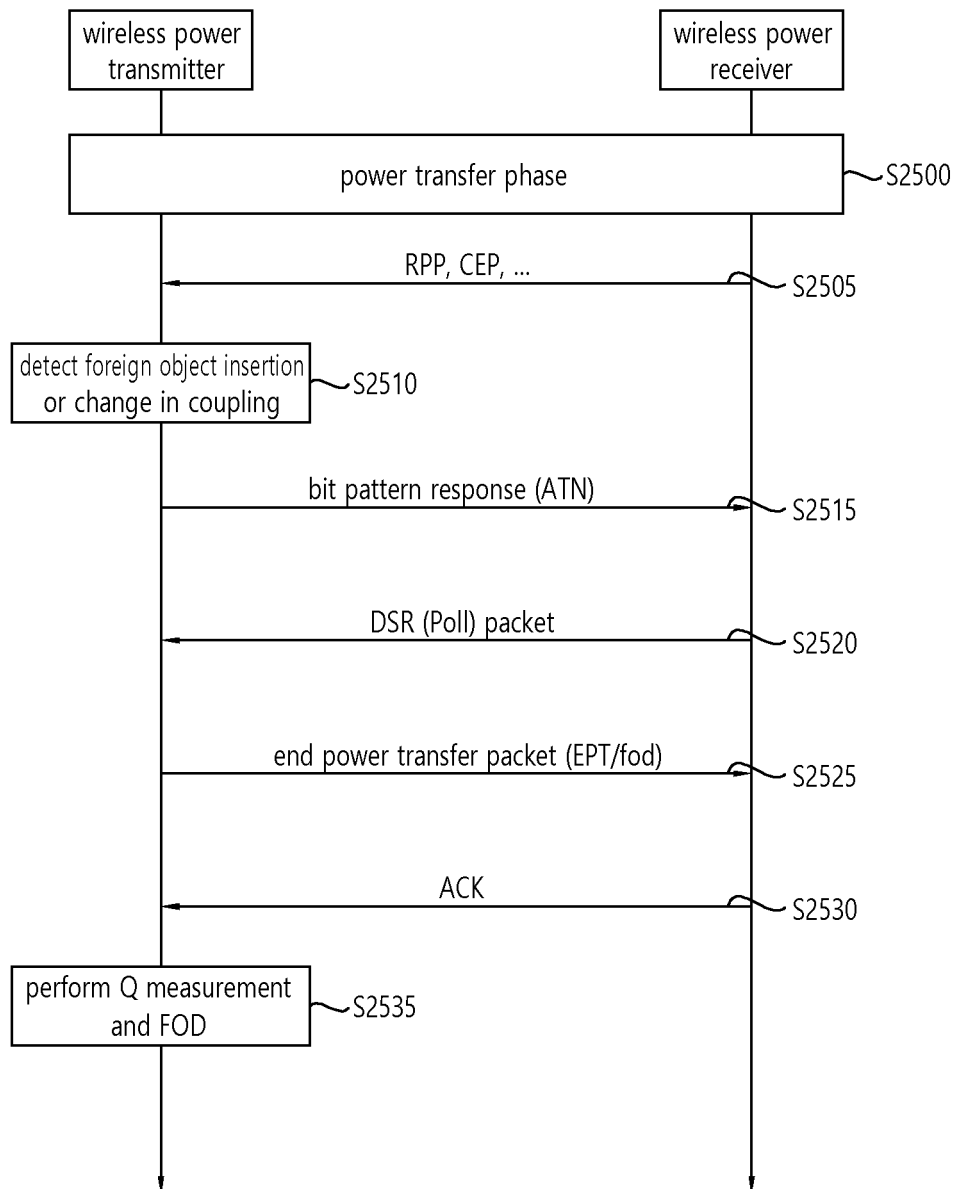 wireless power
transmitter
wireless power
receiver
power transfer phase
S2500
RPP, CEP, ...
S2505
detect foreign object insertion
or change in coupling
S2510
bit pattern response (ATN)
S2515
DSR (Poll) packet
S2520
end power transfer packet (EPT/fod)
S2525
ACK
S2530
perform Q measurement
and FOD
S2535